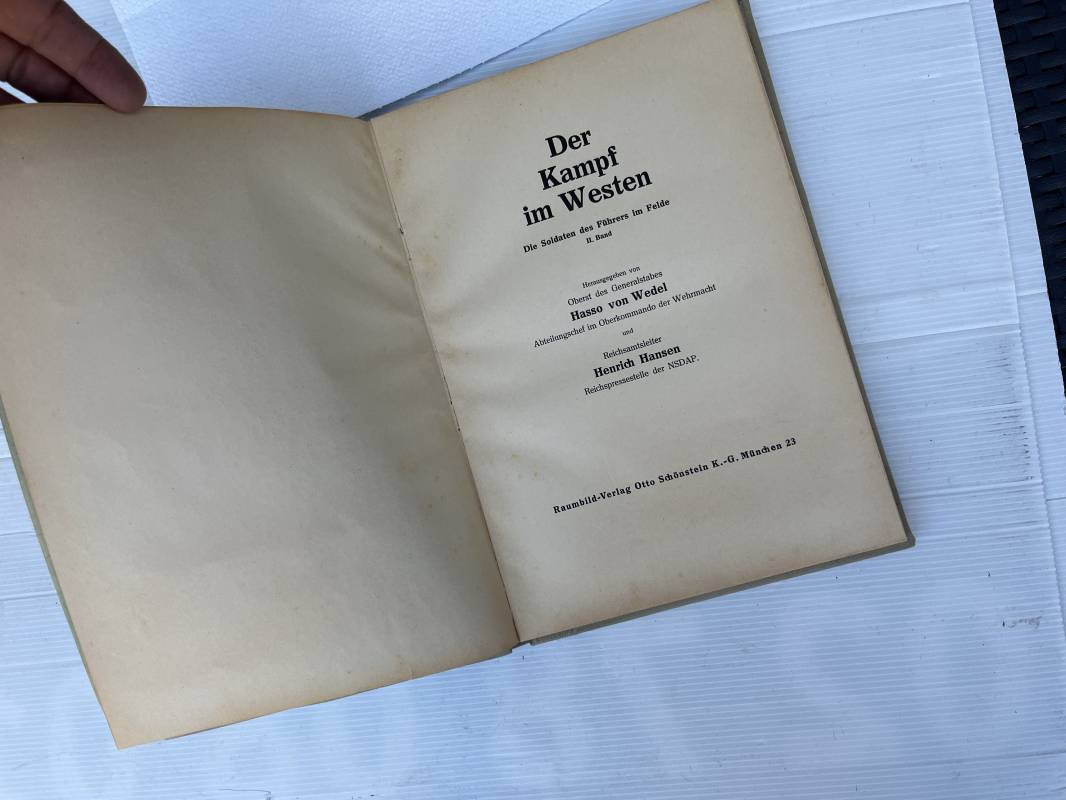 Der
Kampf
im Westen
Die Soldaten des Führers im Felde
II. Band
Herausgegeben von
Oberst des Generalstabes
Hasso von Wedel
Abteilungschef im Oberkommando der Wehrmacht
und
Reichsamtsleiter
Henrich Hansen
Reichspressestelle der NSDAP.
Raumbild-Verlag Otto Schönstein K.-G. München 23